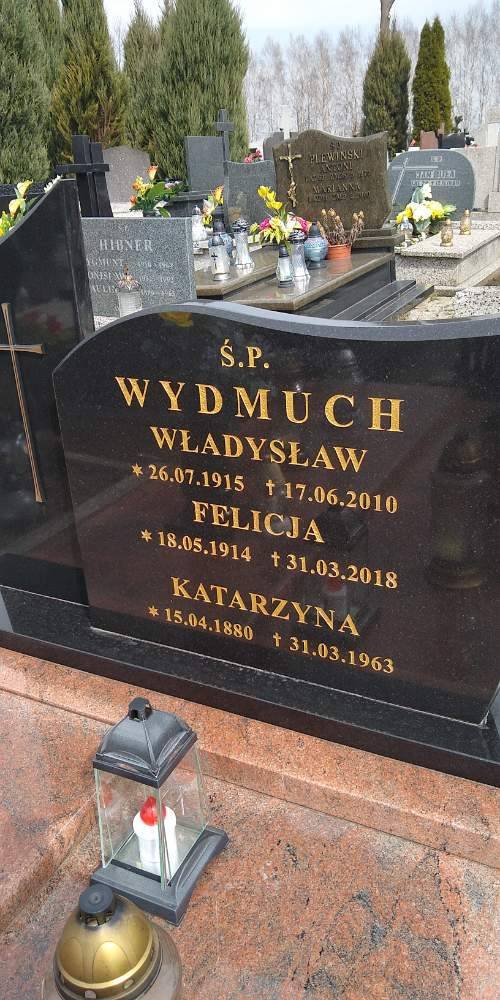 Ś.P.
PLEWIŃSKI
ANTONI
MARIANNA
HIBNER
Ś.P.
WYDMUCH
WŁADYSŁAW
* 26.07.1915 † 17.06.2010
FELICJA
* 18.05.1914 † 31.03.2018
KATARZYNA
* 15.04.1880 † 31.03.1963